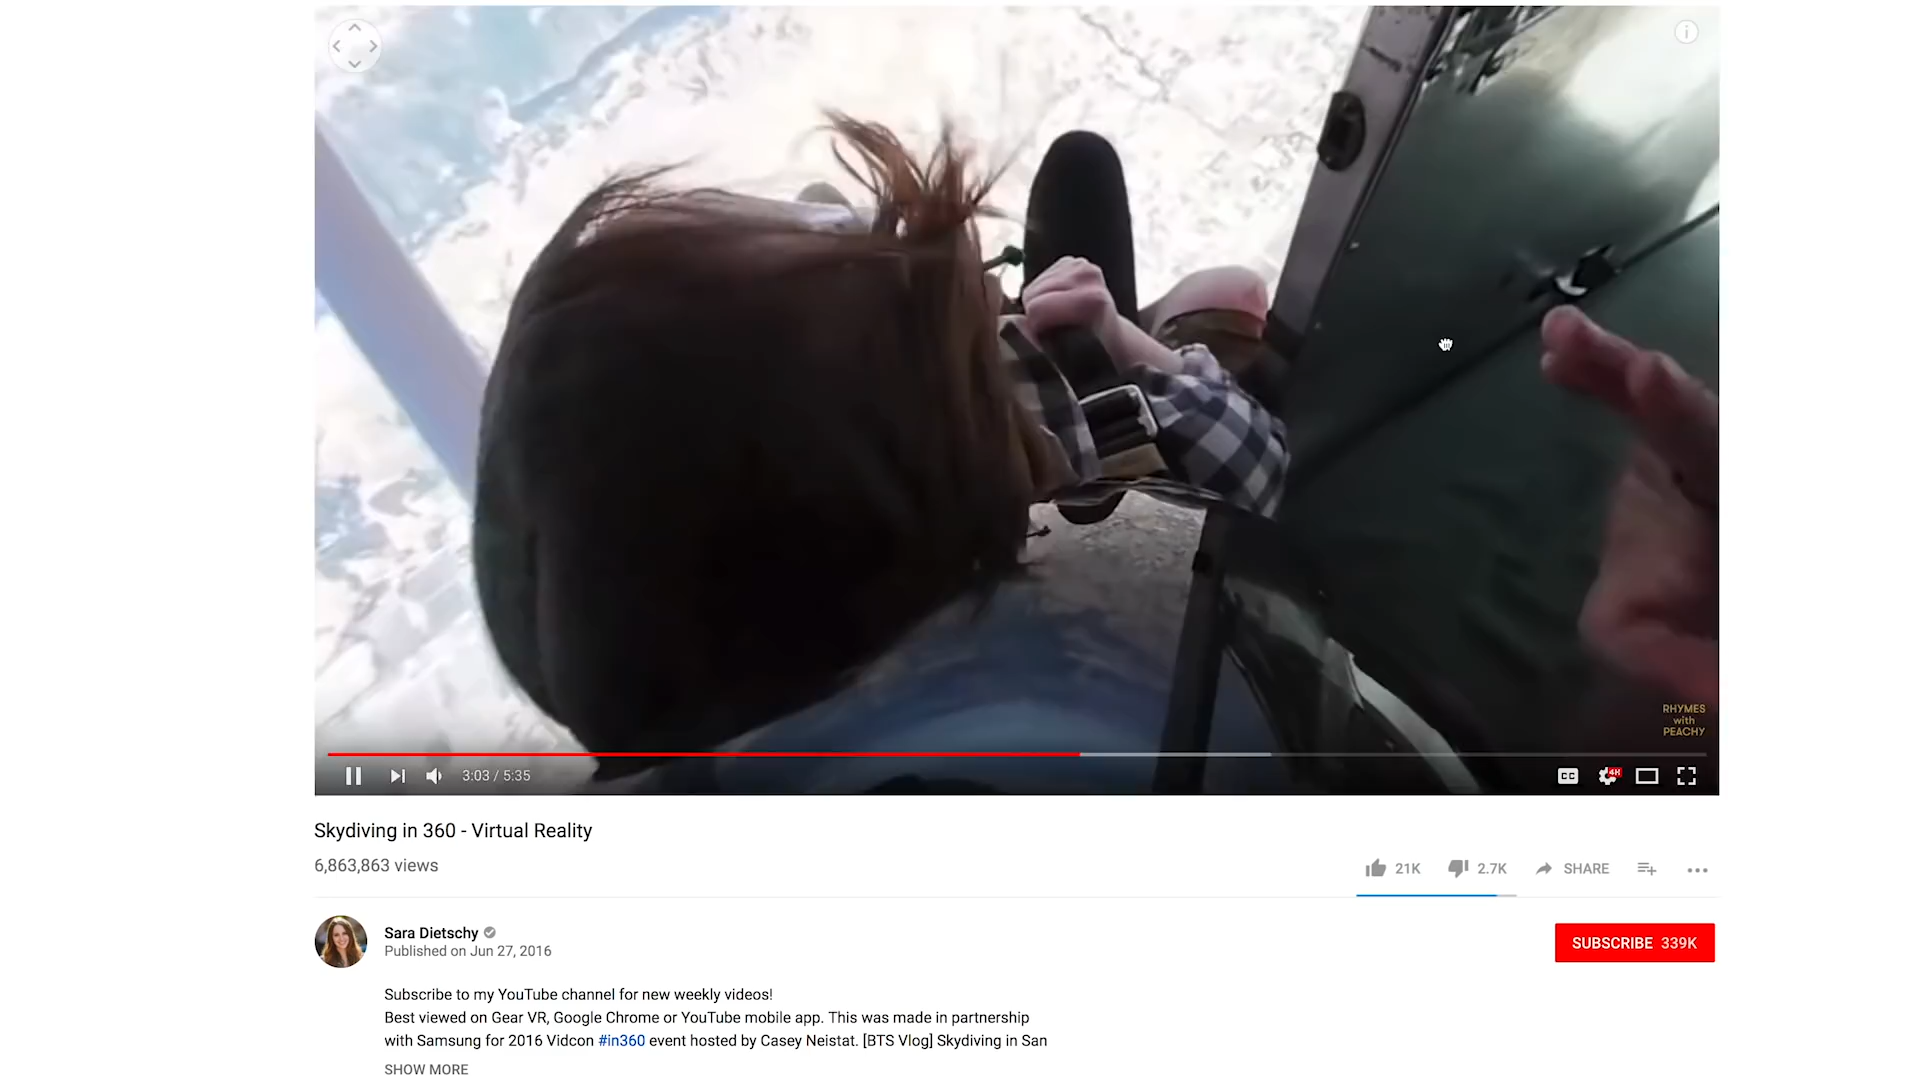 RHYMES
with
PEACHY
3:03 / 5:35
CC
4H
Skydiving in 360 - Virtual Reality
6,863,863 views
21K
2.7K
SHARE
Sara Dietschy
Published on Jun 27, 2016
SUBSCRIBE 339K
Subscribe to my YouTube channel for new weekly videos!
Best viewed on Gear VR, Google Chrome or YouTube mobile app. This was made in partnership
with Samsung for 2016 Vidcon #in360 event hosted by Casey Neistat. [BTS Vlog] Skydiving in San
SHOW MORE